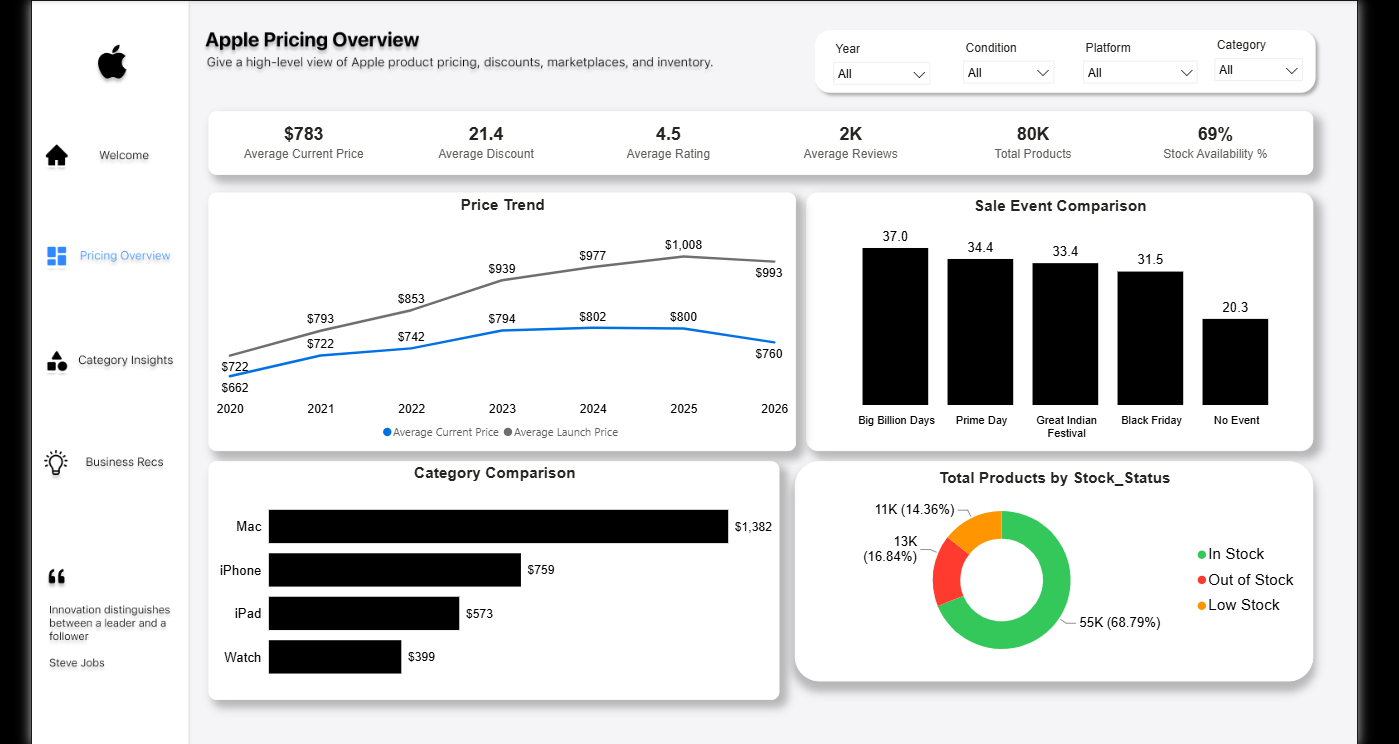 Apple Pricing Overview
Give a high-level view of Apple product pricing, discounts, marketplaces, and inventory.
Year
All
Condition
All
Platform
All
Category
All
Welcome
Pricing Overview
Category Insights
Business Recs
“
Innovation distinguishes
between a leader and a
follower
Steve Jobs
$783
Average Current Price
21.4
Average Discount
4.5
Average Rating
2K
Average Reviews
80K
Total Products
69%
Stock Availability %
Price Trend
$722
$793
$853
$939
$977
$1,008
$993
$662
$722
$742
$794
$802
$800
$760
2020 2021 2022 2023 2024 2025 2026
Average Current Price Average Launch Price
Sale Event Comparison
37.0
34.4
33.4
31.5
20.3
Big Billion Days
Prime Day
Great Indian
Festival
Black Friday
No Event
Category Comparison
Mac $1,382
iPhone $759
iPad $573
Watch $399
Total Products by Stock_Status
11K (14.36%)
13K
(16.84%)
55K (68.79%)
In Stock
Out of Stock
Low Stock